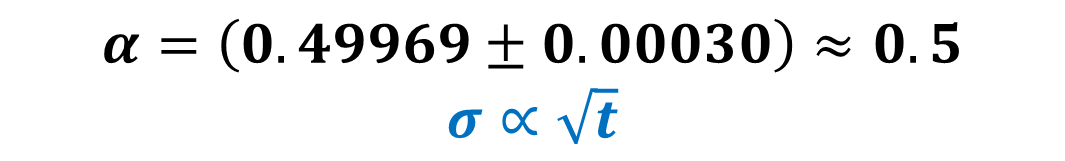 α = (0.49969 ± 0.00030) ≈ 0.5
σ ∝ √t